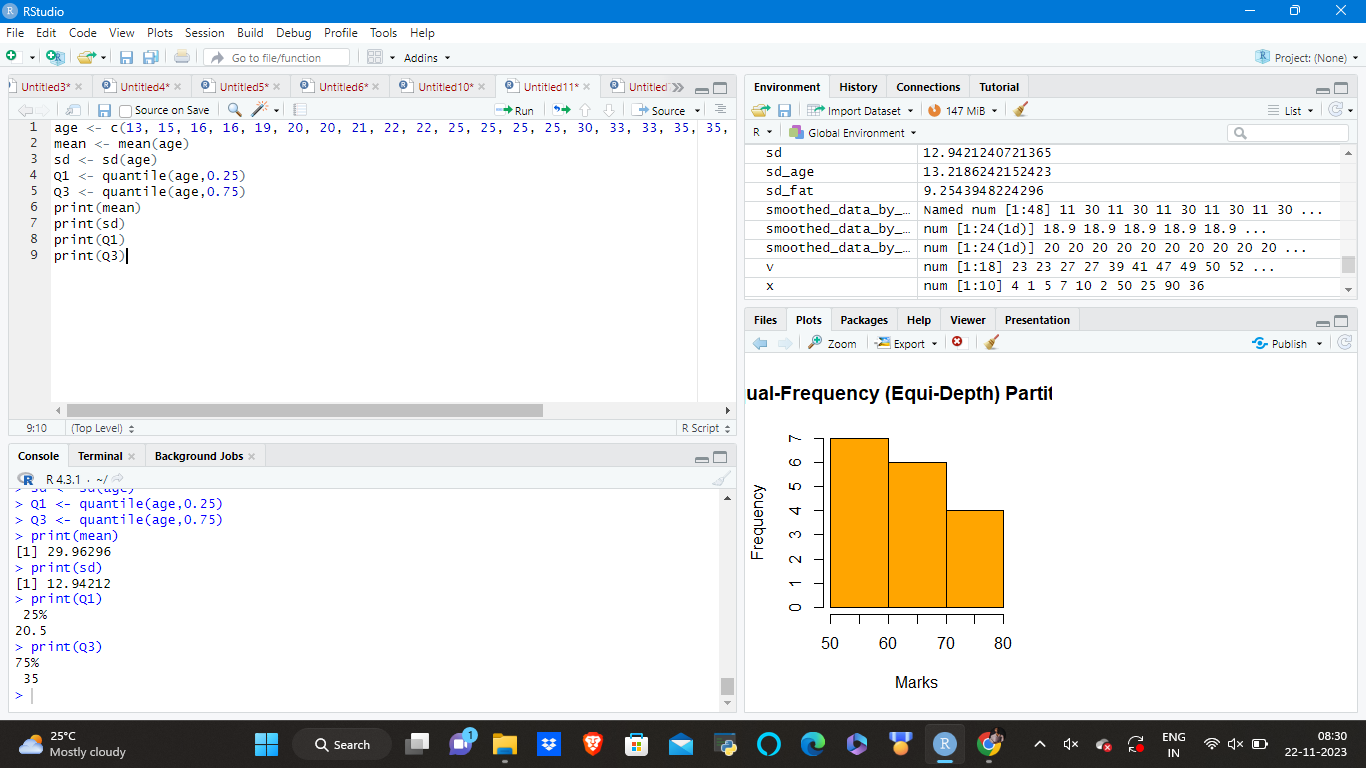 RStudio
File Edit Code View Plots Session Build Debug Profile Tools Help
Go to file/function Addins Project: (None)
Untitled3* Untitled4* Untitled5* Untitled6* Untitled10* Untitled11* Untitled
Source on Save Run Source
1 age <- c(13, 15, 16, 16, 19, 20, 20, 21, 22, 22, 25, 25, 25, 25, 30, 33, 33, 35, 35,
2 mean <- mean(age)
3 sd <- sd(age)
4 Q1 <- quantile(age,0.25)
5 Q3 <- quantile(age,0.75)
6 print(mean)
7 print(sd)
8 print(Q1)
9 print(Q3)
9:10 (Top Level) R Script
Console Terminal Background Jobs
R 4.3.1 · ~/
> sd <- sd(age)
> Q1 <- quantile(age,0.25)
> Q3 <- quantile(age,0.75)
> print(mean)
[1] 29.96296
> print(sd)
[1] 12.94212
> print(Q1)
25%
20.5
> print(Q3)
75%
35
>
Environment History Connections Tutorial
Import Dataset 147 MiB List
R Global Environment
sd 12.9421240721365
sd_age 13.2186242152423
sd_fat 9.2543948224296
smoothed_data_by_… Named num [1:48] 11 30 11 30 11 30 11 30 11 30 ...
smoothed_data_by_… num [1:24(1d)] 18.9 18.9 18.9 18.9 18.9 ...
smoothed_data_by_… num [1:24(1d)] 20 20 20 20 20 20 20 20 20 20 ...
v num [1:18] 23 23 27 27 39 41 47 49 50 52 ...
x num [1:10] 4 1 5 7 10 2 50 25 90 36
Files Plots Packages Help Viewer Presentation
Zoom Export Publish
ual-Frequency (Equi-Depth) Partit
Frequency
7
6
5
4
3
2
1
0
50 60 70 80
Marks
25°C
Mostly cloudy
Search
1
ENG
IN
08:30
22-11-2023